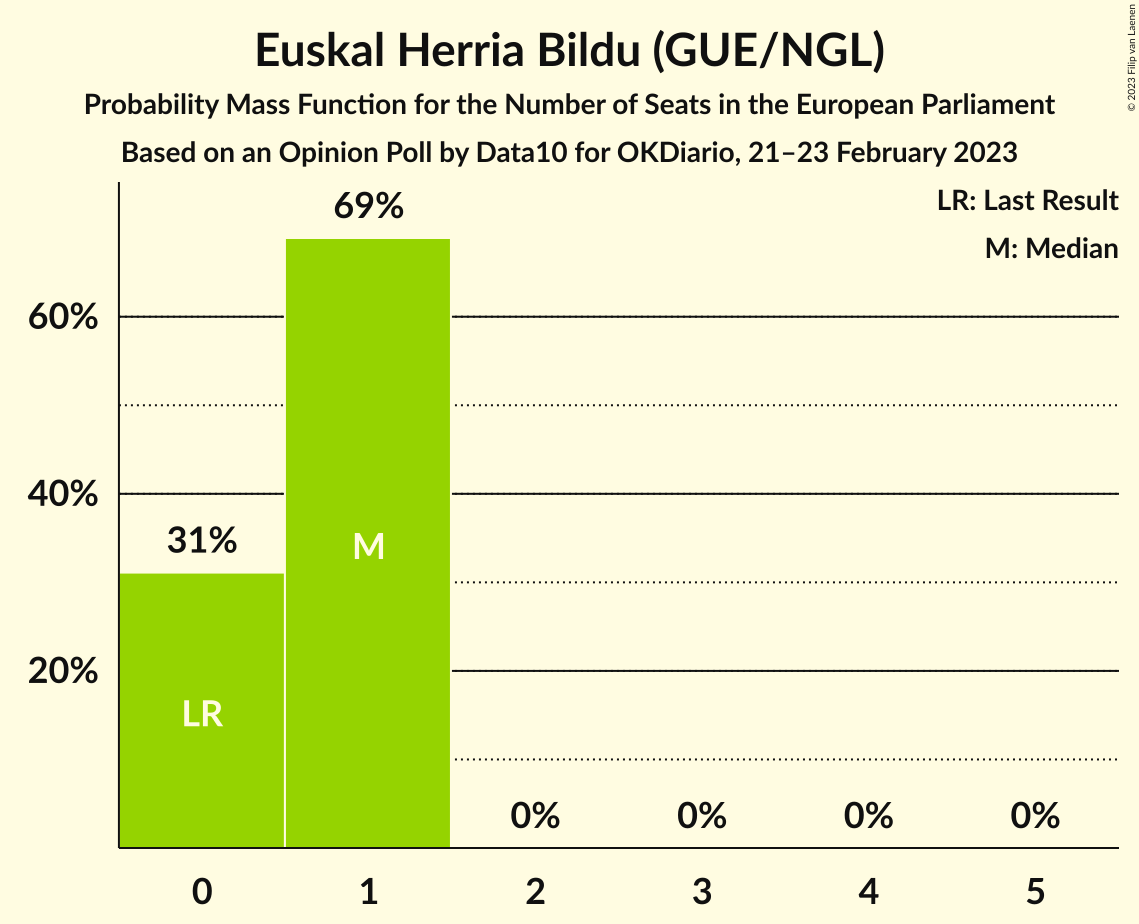 Euskal Herria Bildu (GUE/NGL)
Probability Mass Function for the Number of Seats in the European Parliament
Based on an Opinion Poll by Data10 for OKDiario, 21–23 February 2023
© 2023 Filip van Laenen
LR: Last Result
M: Median
69%
60%
40%
31%
M
20%
LR
0%
0%
0%
0%
0
1
2
3
4
5